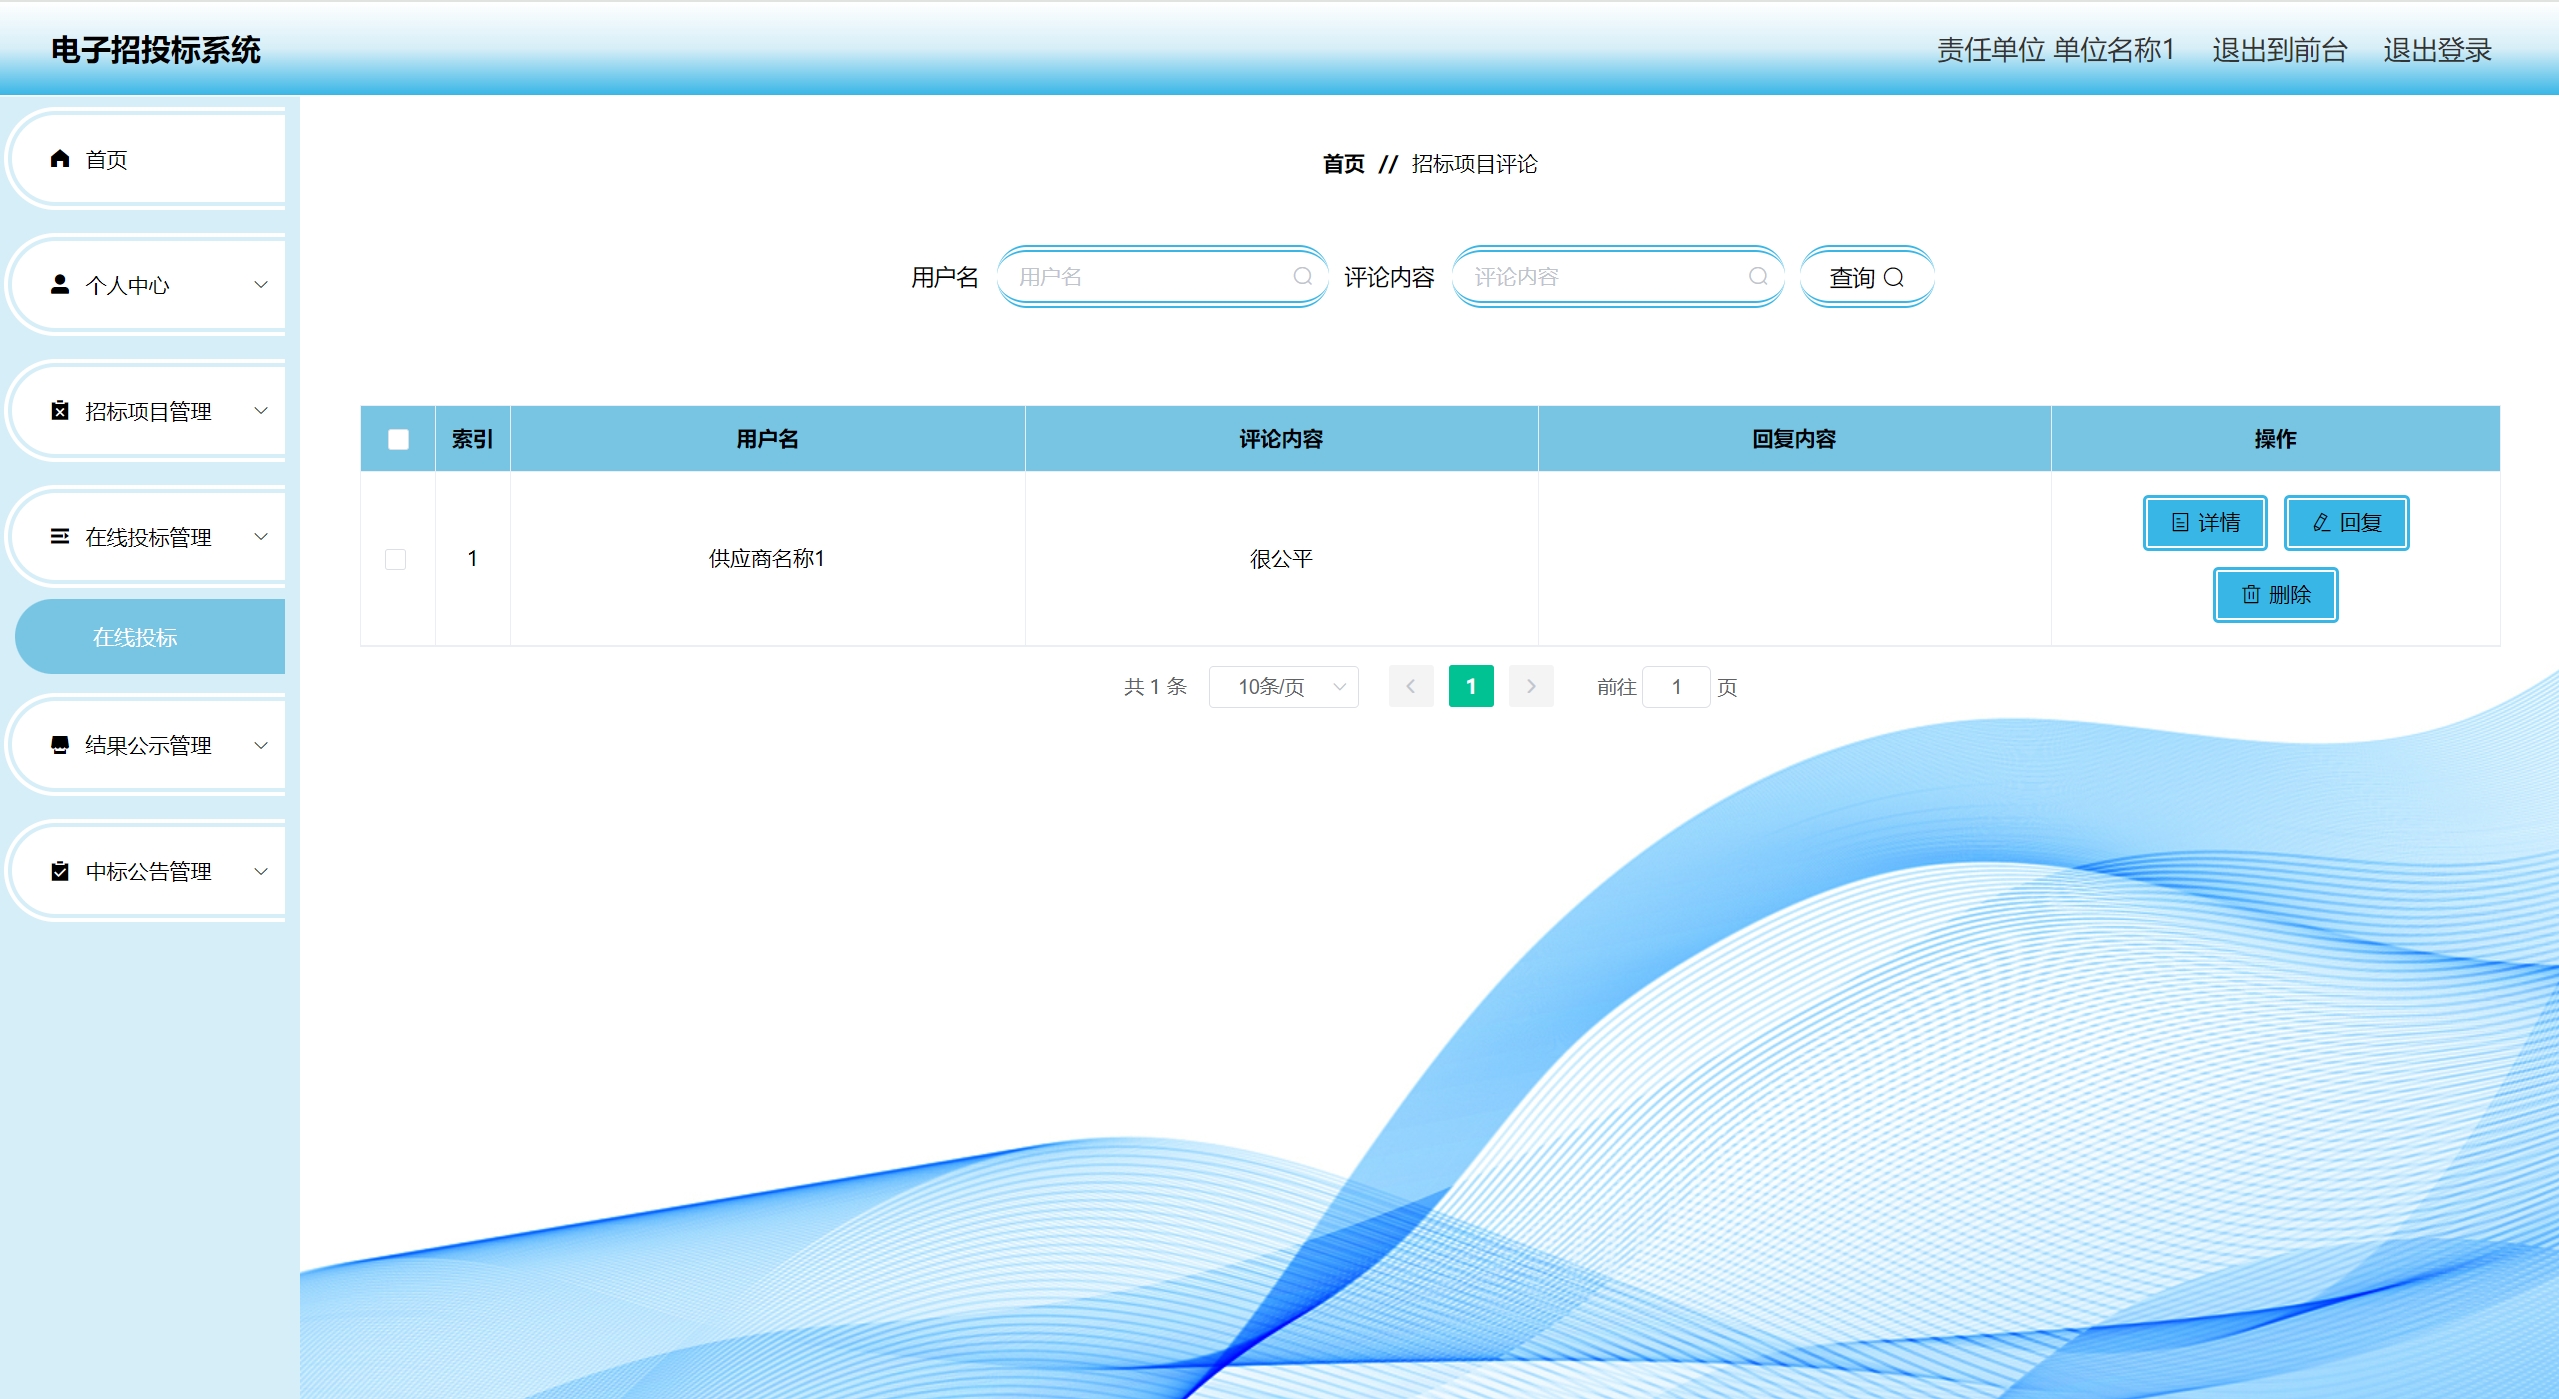 电子招投标系统
责任单位 单位名称1 退出到前台 退出登录
首页
个人中心
招标项目管理
在线投标管理
在线投标
结果公示管理
中标公告管理
首页 // 招标项目评论
用户名 用户名 评论内容 评论内容 查询
索引 用户名 评论内容 回复内容 操作
1 供应商名称1 很公平 详情 回复
删除
共 1 条 10条/页 1 前往 1 页